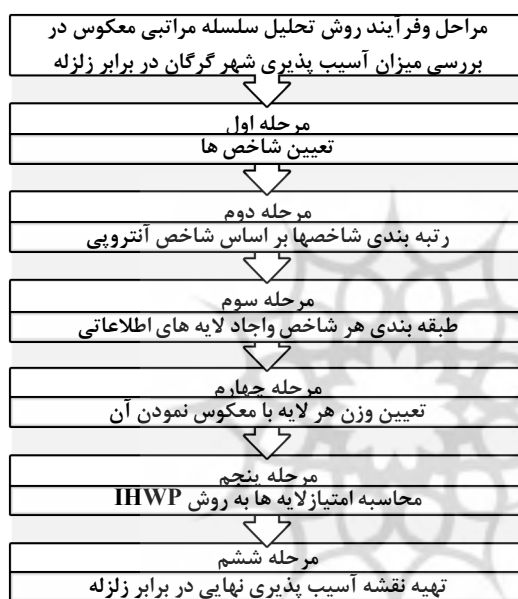 مراحل وفرآیند روش تحلیل سلسله مراتبی معکوس در
بررسی میزان آسیب پذیری شهر گرگان در برابر زلزله
مرحله اول
تعیین شاخص ها
مرحله دوم
رتبه بندی شاخصها بر اساس شاخص آنتروپی
مرحله سوم
طبقه بندی هر شاخص واجاد لایه های اطلاعاتی
مرحله چهارم
تعیین وزن هر لایه با معکوس نمودن آن
مرحله پنجم
محاسبه امتیازلایه ها به روش IHWP
مرحله ششم
تهیه نقشه آسیب پذیری نهایی در برابر زلزله